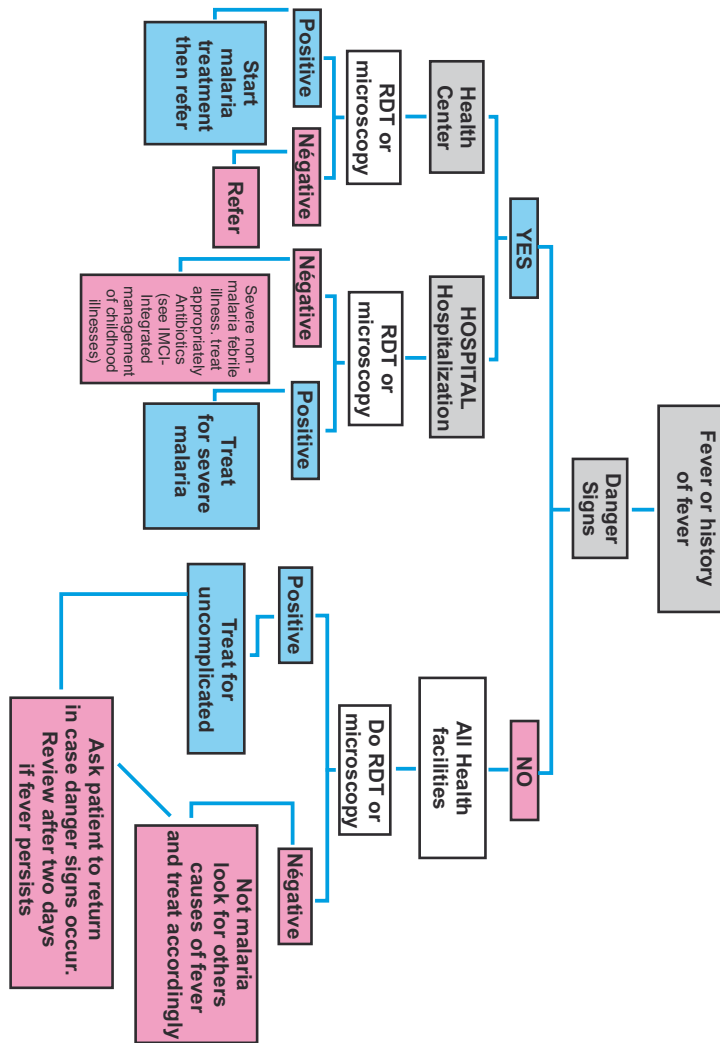 Fever or history
of fever
Danger
Signs
YES
NO
Health
Center
HOSPITAL
Hospitalization
All Health
facilities
RDT or
microscopy
RDT or
microscopy
Do RDT or
microscopy
Positive
Négative
Négative
Positive
Positive
Négative
Start
malaria
treatment
then refer
Refer
Severe non -
malaria febrile
illness. treat
appropriately
Antibiotics
(see IMCI-
Integrated
management
of childhood
illnesses)
Treat
for severe
malaria
Treat for
uncomplicated
Not malaria
look for others
causes of fever
and treat accordingly
Ask patient to return
in case danger signs occur.
Review after two days
if fever persists